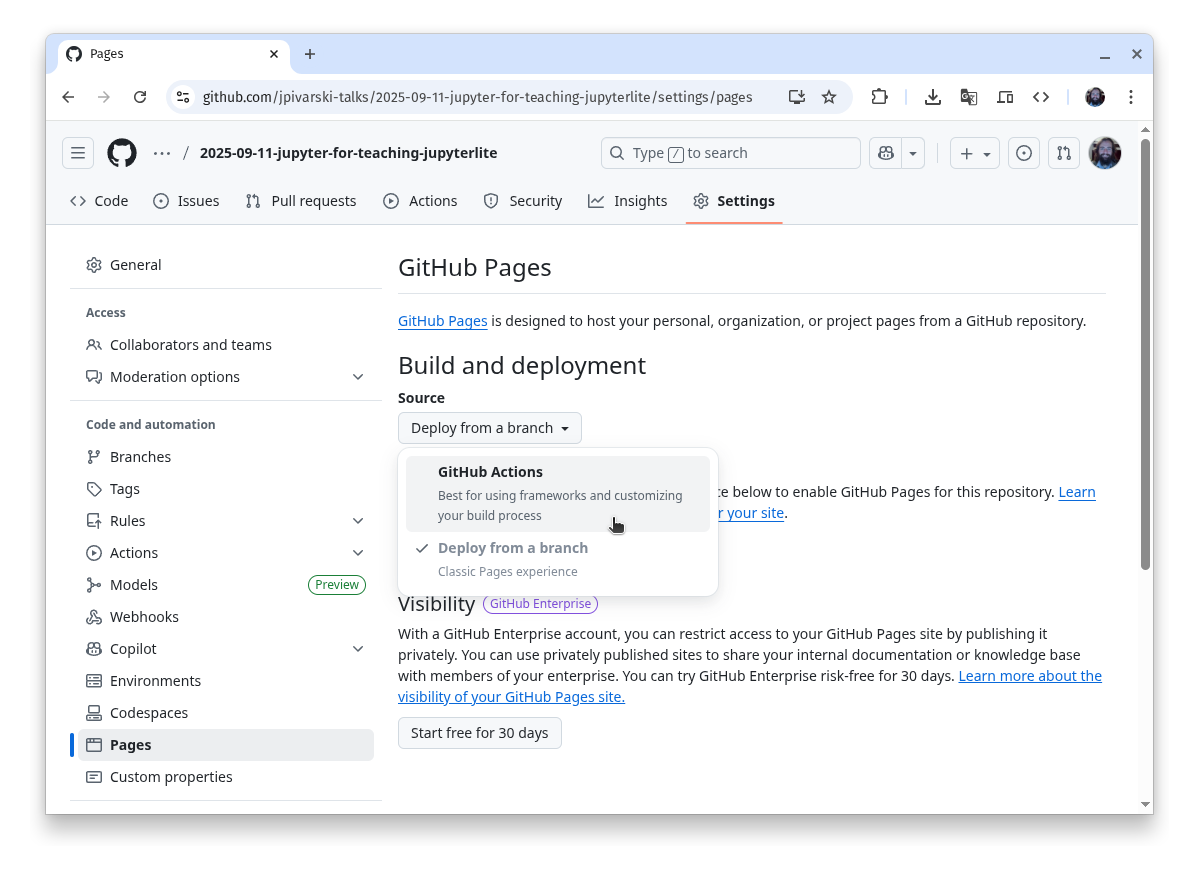 Pages
github.com/jpivarski-talks/2025-09-11-jupyter-for-teaching-jupyterlite/settings/pages
... / 2025-09-11-jupyter-for-teaching-jupyterlite
Type / to search
Code
Issues
Pull requests
Actions
Security
Insights
Settings
General
Access
Collaborators and teams
Moderation options
Code and automation
Branches
Tags
Rules
Actions
Models
Preview
Webhooks
Copilot
Environments
Codespaces
Pages
Custom properties
GitHub Pages
GitHub Pages is designed to host your personal, organization, or project pages from a GitHub repository.
Build and deployment
Source
Deploy from a branch
GitHub Actions
Best for using frameworks and customizing
your build process
Deploy from a branch
Classic Pages experience
below to enable GitHub Pages for this repository. Learn
your site.
Visibility GitHub Enterprise
With a GitHub Enterprise account, you can restrict access to your GitHub Pages site by publishing it
privately. You can use privately published sites to share your internal documentation or knowledge base
with members of your enterprise. You can try GitHub Enterprise risk-free for 30 days. Learn more about the
visibility of your GitHub Pages site.
Start free for 30 days